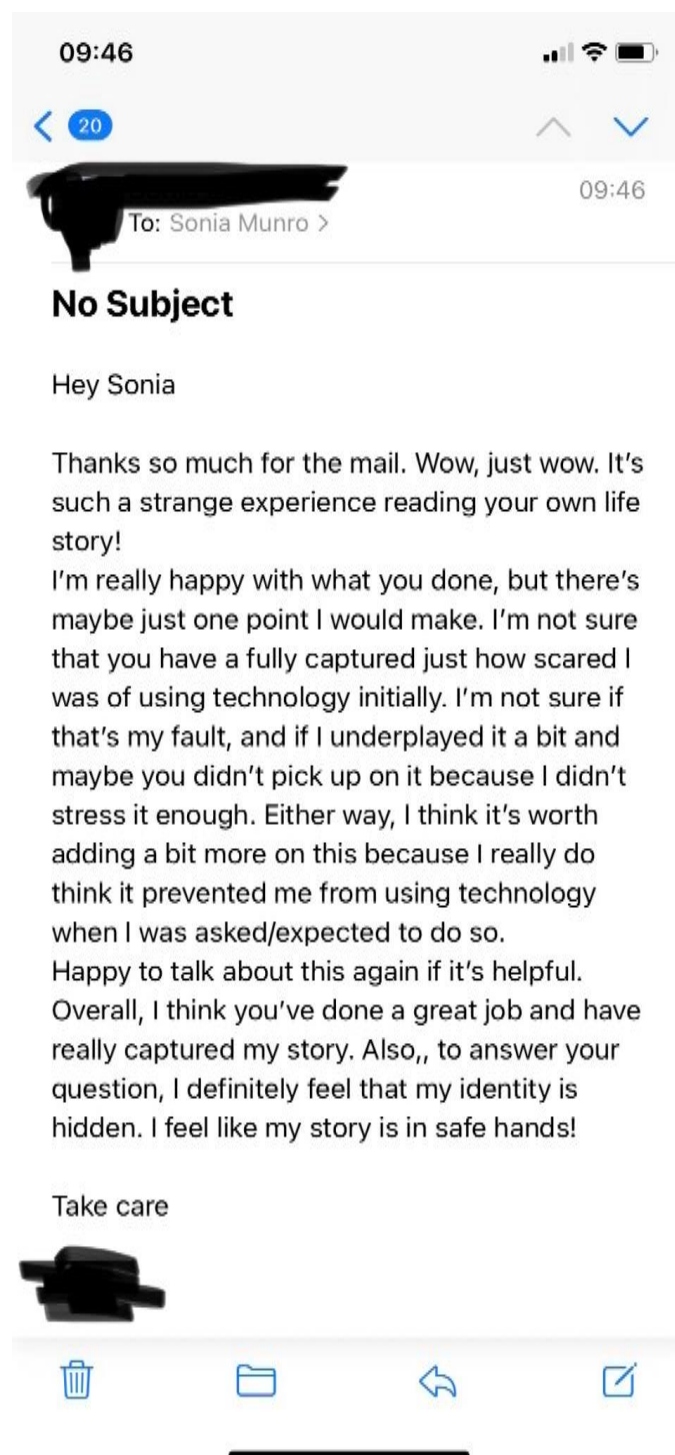 09:46
20
09:46
To: Sonia Munro >
No Subject
Hey Sonia
Thanks so much for the mail. Wow, just wow. It’s
such a strange experience reading your own life
story!
I’m really happy with what you done, but there’s
maybe just one point I would make. I’m not sure
that you have a fully captured just how scared I
was of using technology initially. I’m not sure if
that’s my fault, and if I underplayed it a bit and
maybe you didn’t pick up on it because I didn’t
stress it enough. Either way, I think it’s worth
adding a bit more on this because I really do
think it prevented me from using technology
when I was asked/expected to do so.
Happy to talk about this again if it’s helpful.
Overall, I think you’ve done a great job and have
really captured my story. Also,, to answer your
question, I definitely feel that my identity is
hidden. I feel like my story is in safe hands!
Take care